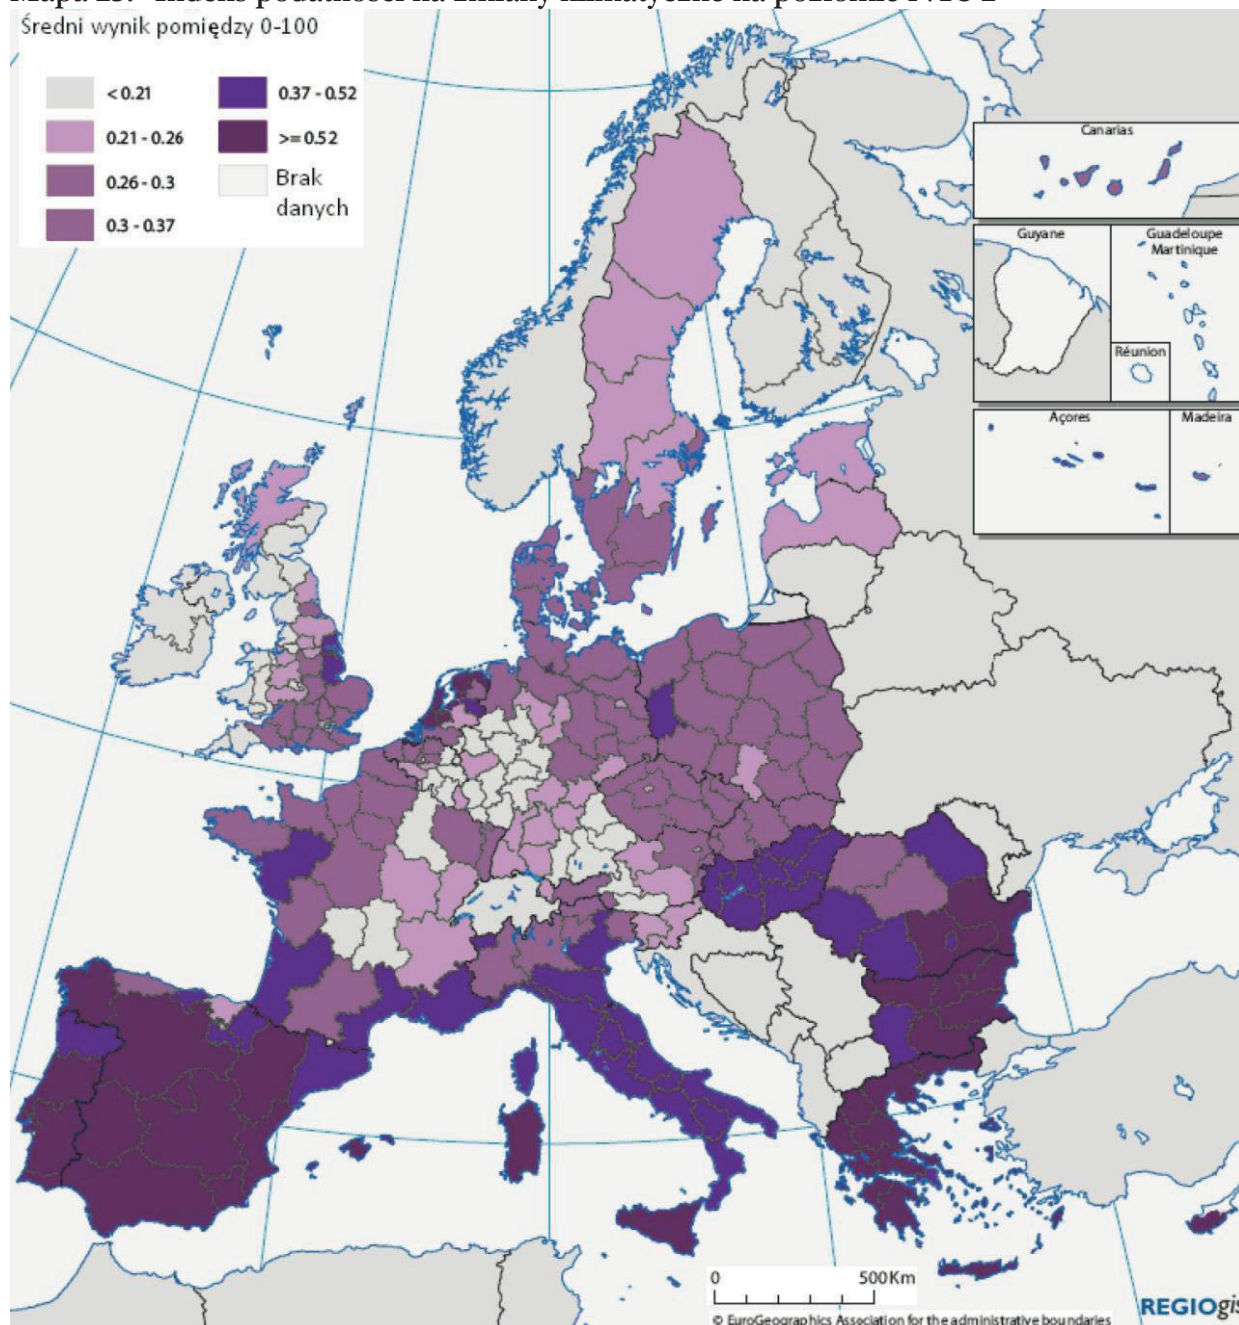 Średni wynik pomiędzy 0-100
< 0.21
0.21 - 0.26
0.26 - 0.3
0.3 - 0.37
0.37 - 0.52
>= 0.52
Brak
danych
Canarias
Guyane
Guadeloupe
Martinique
Réunion
Açores
Madeira
0
500Km
© EuroGeographics Association for the administrative boundaries
REGIOgis